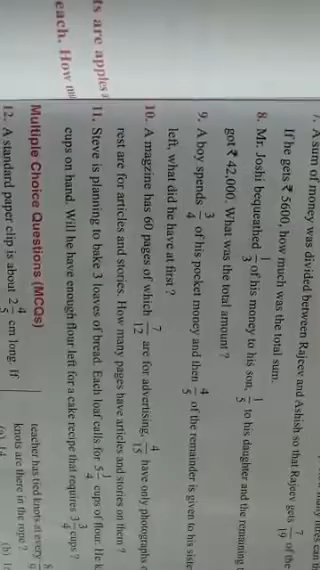 ts are apples a
each. How m
7. A sum of money was divided between Rajeev and Ashish so that Rajeev gets 7/19 of the
If he gets ₹ 5600, how much was the total sum.
8. Mr. Joshi bequeathed 1/3 of his money to his son, 1/5 to his daughter and the remaining
got ₹ 42,000. What was the total amount ?
9. A boy spends 3/4 of his pocket money and then 4/5 of the remainder is given to his siste
left, what did he have at first ?
10. A magzine has 60 pages of which 7/12 are for advertising, 4/15 have only photographs
rest are for articles and stories. How many pages have articles and stories on them ?
11. Steve is planning to bake 3 loaves of bread. Each loaf calls for 5 1/4 cups of flour. He
cups on hand. Will he have enough flour left for a cake recipe that requires 3 3/4 cups ?
Multiple Choice Questions (MCQs)
12. A standard paper clip is about 2 4/5 cm long. If
teacher has tied knots at every
knots are there in the rope ?
(a) 14
(b)